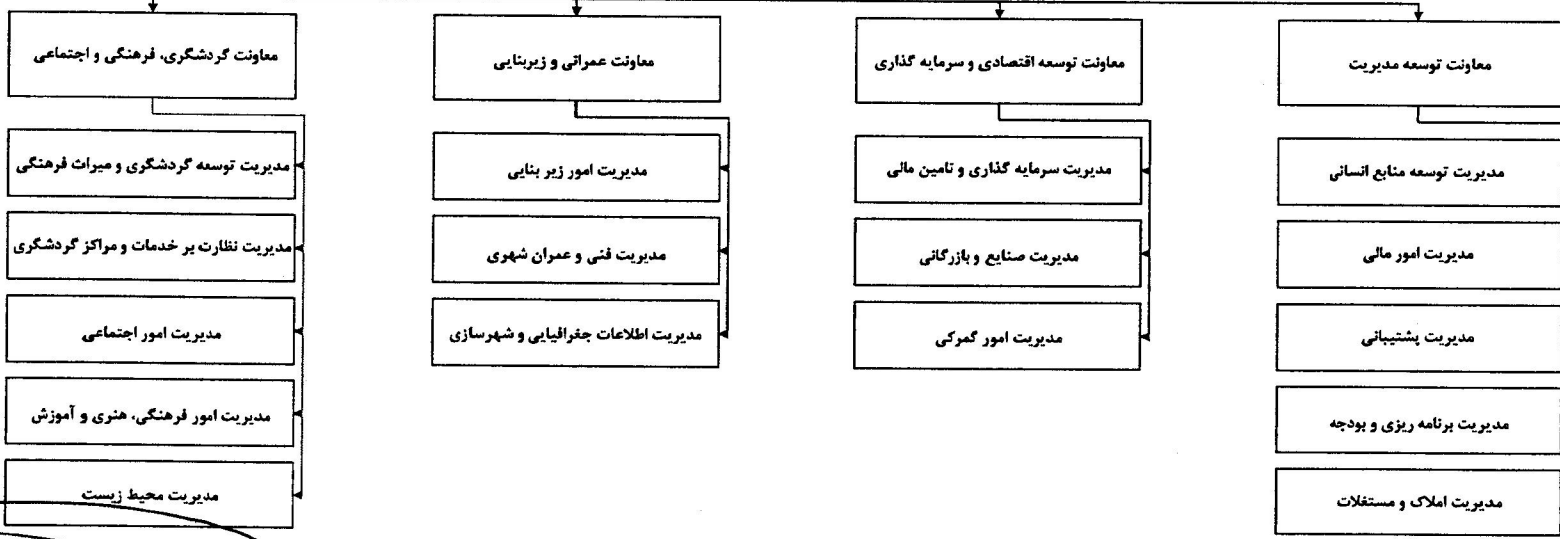 معاونت توسعه مدیریت
مدیریت توسعه منابع انسانی
مدیریت امور مالی
مدیریت پشتیبانی
مدیریت برنامه ریزی و بودجه
مدیریت املاک و مستغلات
معاونت توسعه اقتصادی و سرمایه گذاری
مدیریت سرمایه گذاری و تامین مالی
مدیریت صنایع و بازرگانی
مدیریت امور گمرکی
معاونت عمرانی و زیربنایی
مدیریت امور زیر بنایی
مدیریت فنی و عمران شهری
مدیریت اطلاعات جغرافیایی و شهرسازی
معاونت گردشگری، فرهنگی و اجتماعی
مدیریت توسعه گردشگری و میراث فرهنگی
مدیریت نظارت بر خدمات و مراکز گردشگری
مدیریت امور اجتماعی
مدیریت امور فرهنگی، هنری و آموزش
مدیریت محیط زیست